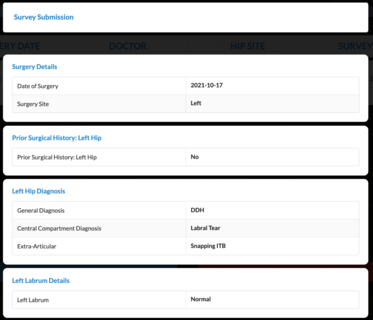 Survey Submission
ERY DATE DOCTOR HIP SITE SURVEY
Surgery Details
Date of Surgery 2021-10-17
Surgery Site Left
Prior Surgical History: Left Hip
Prior Surgical History: Left Hip No
Left Hip Diagnosis
General Diagnosis DDH
Central Compartment Diagnosis Labral Tear
Extra-Articular Snapping ITB
Left Labrum Details
Left Labrum Normal